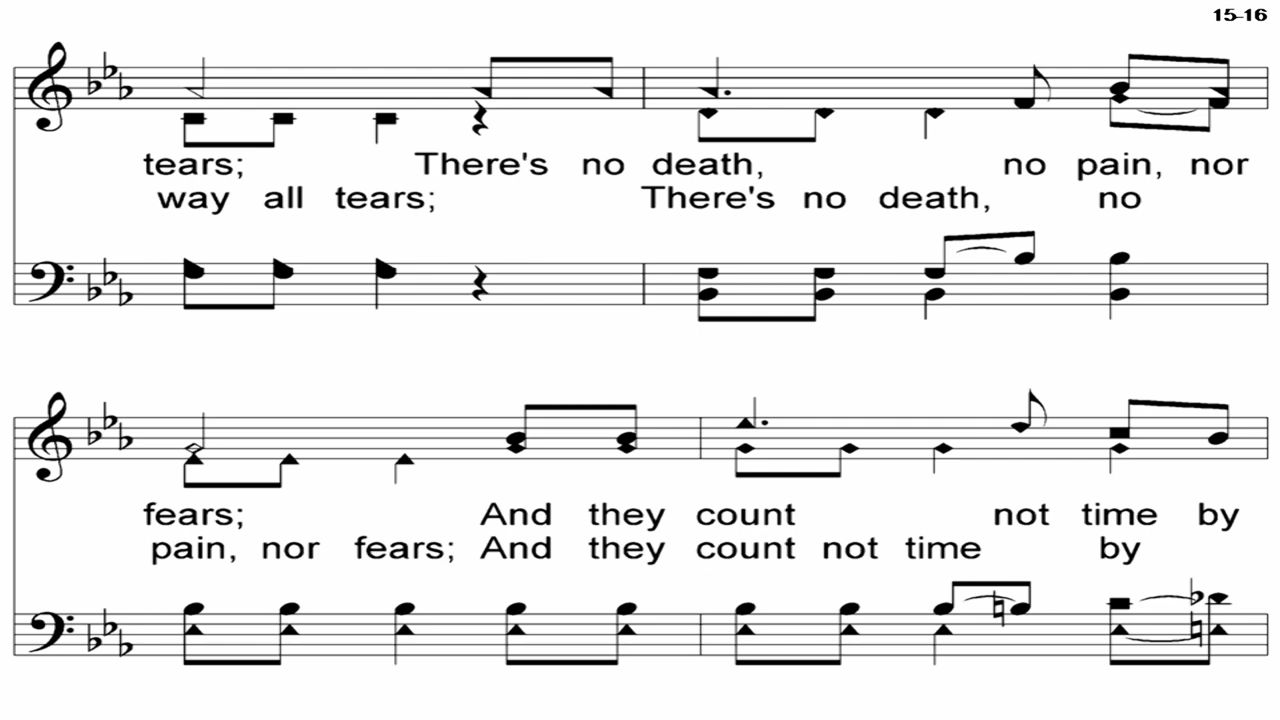 15-16
tears; There's no death, no pain, nor
way all tears; There's no death, no
fears; And they count not time by
pain, nor fears; And they count not time by